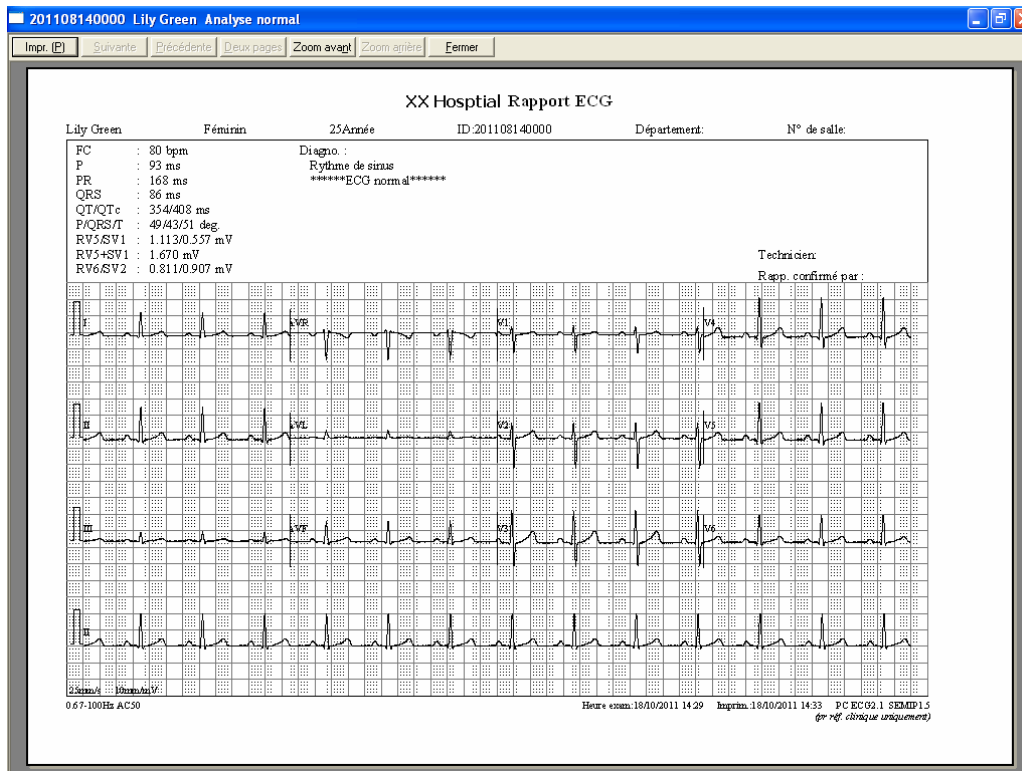 201108140000 Lily Green Analyse normal
Impr. (P) Suivante Précédente Deux pages Zoom avant Zoom arrière Fermer
XX Hosptial Rapport ECG
Lily Green Féminin 25Année ID:201108140000 Département: N° de salle:
FC : 80 bpm Diagno. :
P : 93 ms Rythme de sinus
PR : 168 ms ******ECG normal******
QRS : 86 ms
QT/QTc : 354/408 ms
P/QRS/T : 49/43/51 deg.
RV5/SV1 : 1.113/0.557 mV
RV5+SV1 : 1.670 mV Technicien:
RV6/SV2 : 0.811/0.907 mV
Rapp. confirmé par :
I aVR V1 V4
II aVL V2 V5
III aVF V3 V6
II
25mm/s 10mm/mV
0.67-100Hz AC50 Heure exam:18/10/2011 14:29 Imprim.:18/10/2011 14:33 PC ECG2.1 SEMIP1.5
(pr réf. clinique uniquement)